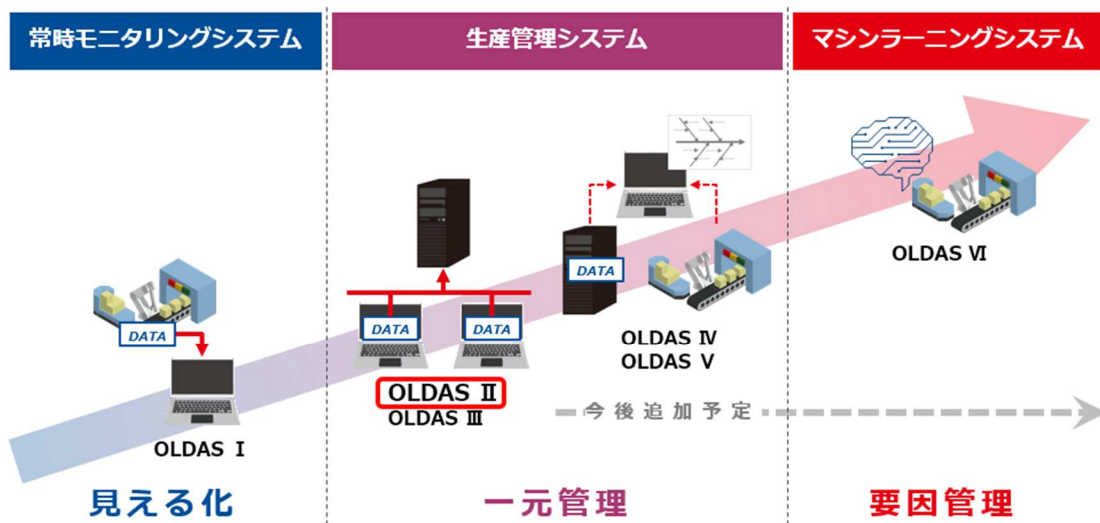 常時モニタリングシステム
生産管理システム
マシンラーニングシステム
DATA
OLDAS Ⅰ
DATA
DATA
OLDAS Ⅱ
OLDAS Ⅲ
DATA
OLDAS Ⅳ
OLDAS Ⅴ
OLDAS Ⅵ
今後追加予定
見える化
一元管理
要因管理